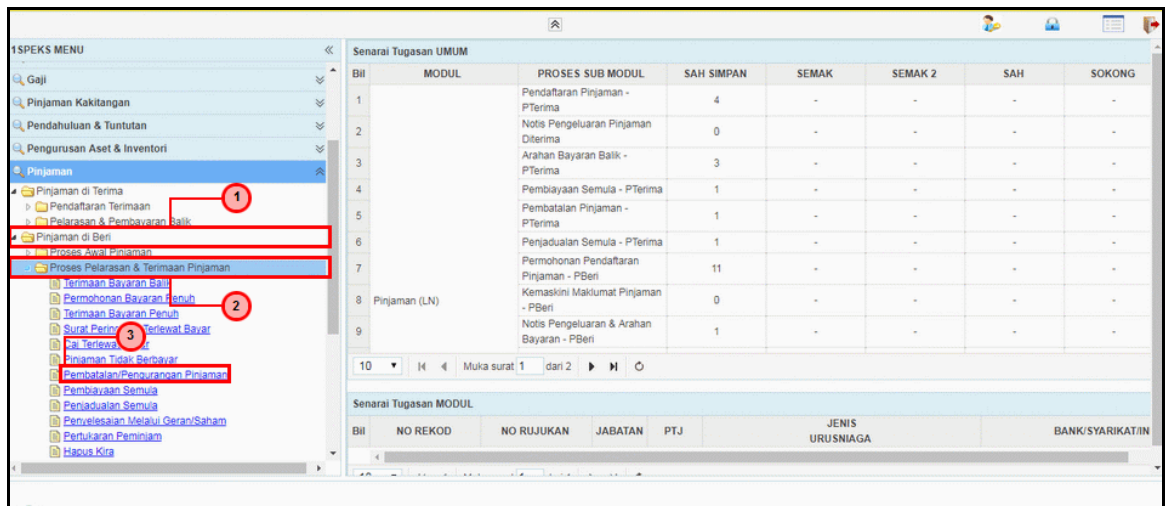 1SPEKS MENU
Gaji
Pinjaman Kakitangan
Pendahuluan & Tuntutan
Pengurusan Aset & Inventori
Pinjaman
Pinjaman di Terima
Pendaftaran Terimaan
Pelarasan & Pembayaran Balik
Pinjaman di Beri
Proses Awal Pinjaman
Proses Pelarasan & Terimaan Pinjaman
Terimaan Bayaran Balik
Permohonan Bayaran Penuh
Terimaan Bayaran Penuh
Surat Terlewat Bayar
Cai
Pinjaman Tidak Berbayar
Pembatalan/Pengurangan Pinjaman
Pembiayaan Semula
Penjadualan Semula
Penyelesaian Melalui Geran/Saham
Pertukaran Peminjam
Hapus Kira
1
2
3
Senarai Tugasan UMUM
Bil MODUL PROSES SUB MODUL SAH SIMPAN SEMAK SEMAK 2 SAH SOKONG
1 Pendaftaran Pinjaman - 4 - - - -
PTerima
2 Notis Pengeluaran Pinjaman 0 - - - -
Diterima
3 Arahan Bayaran Balik - 3 - - - -
PTerima
4 Pembiayaan Semula - PTerima 1 - - - -
5 Pembatalan Pinjaman - 1 - - - -
PTerima
6 Penjadualan Semula - PTerima 1 - - - -
7 Permohonan Pendaftaran 11 - - - -
Pinjaman - PBeri
8 Pinjaman (LN) Kemaskini Maklumat Pinjaman 0 - - - -
- PBeri
9 Notis Pengeluaran & Arahan 1 - - - -
Bayaran - PBeri
10 Muka surat 1 dari 2
Senarai Tugasan MODUL
Bil NO REKOD NO RUJUKAN JABATAN PTJ JENIS URUSNIAGA BANK/SYARIKAT/IN